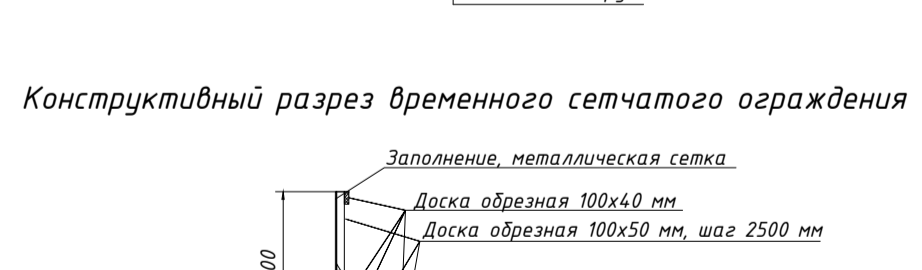 Конструктивный разрез временного сетчатого ограждения
Заполнение, металлическая сетка
Доска обрезная 100х40 мм
Доска обрезная 100х50 мм, шаг 2500 мм